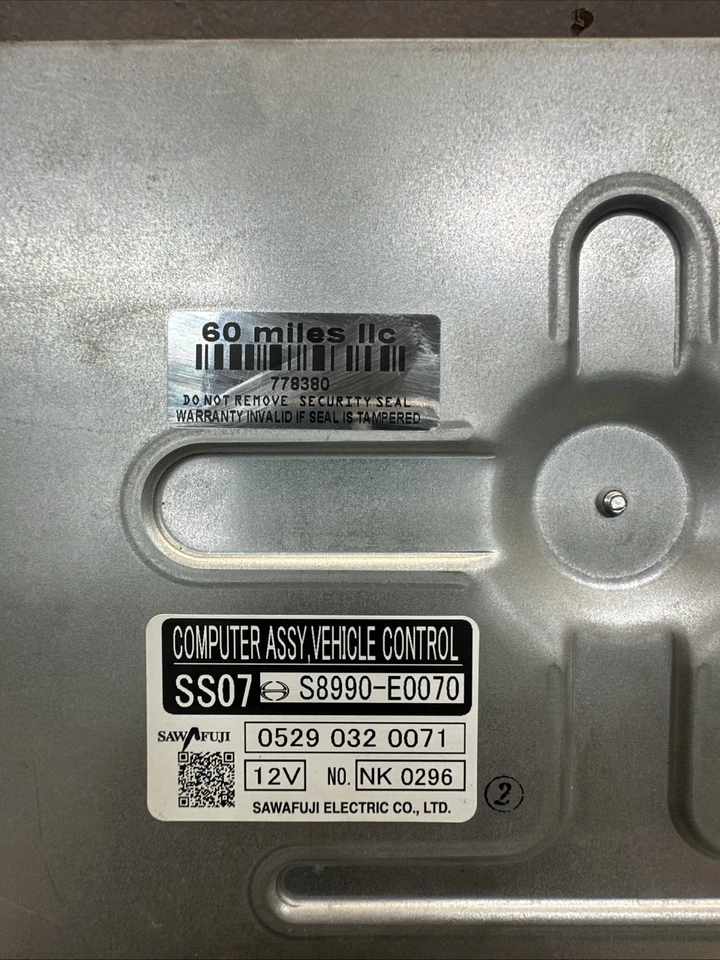 60 miles llc
778380
DO NOT REMOVE SECURITY SEAL
WARRANTY INVALID IF SEAL IS TAMPERED
COMPUTER ASSY,VEHICLE CONTROL
SS07 S8990-E0070
SAWAFUJI 0529 032 0071
12V NO. NK 0296
SAWAFUJI ELECTRIC CO., LTD.
2